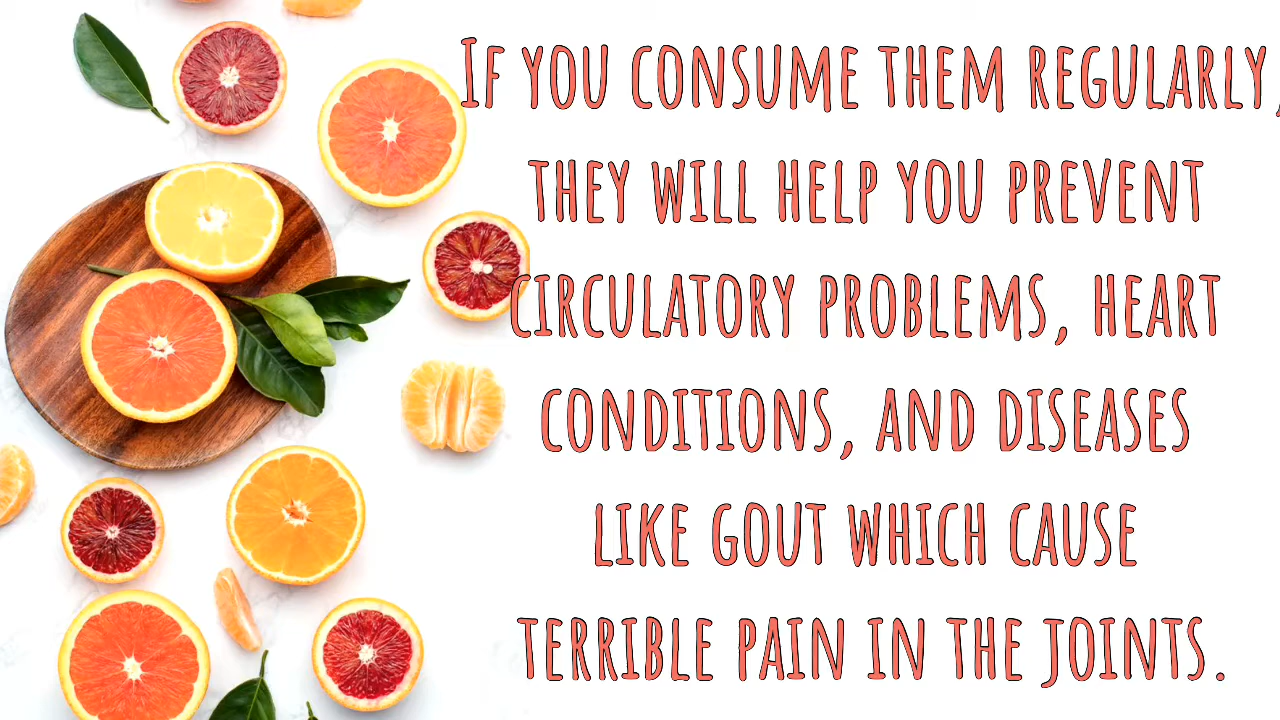 If you consume them regularly,
they will help you prevent
circulatory problems, heart
conditions, and diseases
like gout which cause
terrible pain in the joints.